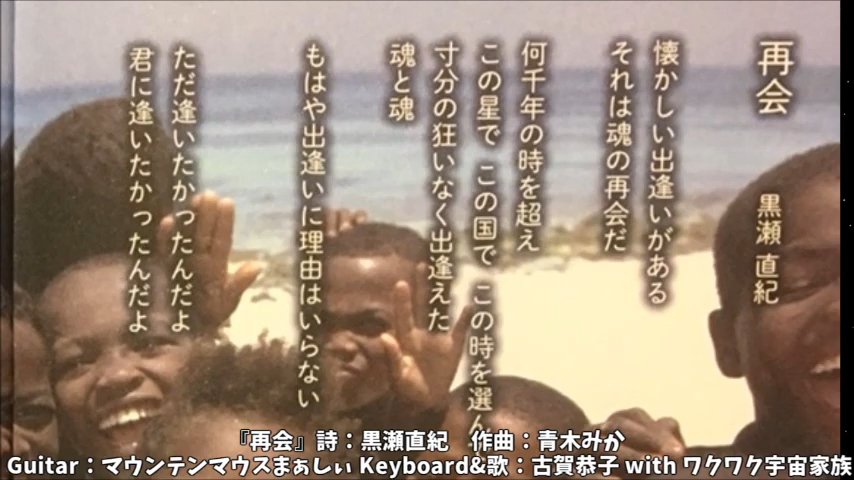 再会
黒瀬 直紀
懐かしい出逢いがある
それは魂の再会だ
何千年の時を超え
この星で この国で この時を選ん
寸分の狂いなく出逢えた
魂と魂
もはや出逢いに理由はいらない
ただ逢いたかったんだよ
君に逢いたかったんだよ
『再会』詩：黒瀬直紀 作曲：青木みか
Guitar：マウンテンマウスまぁしぃ Keyboard&歌：古賀恭子 with ワクワク宇宙家族